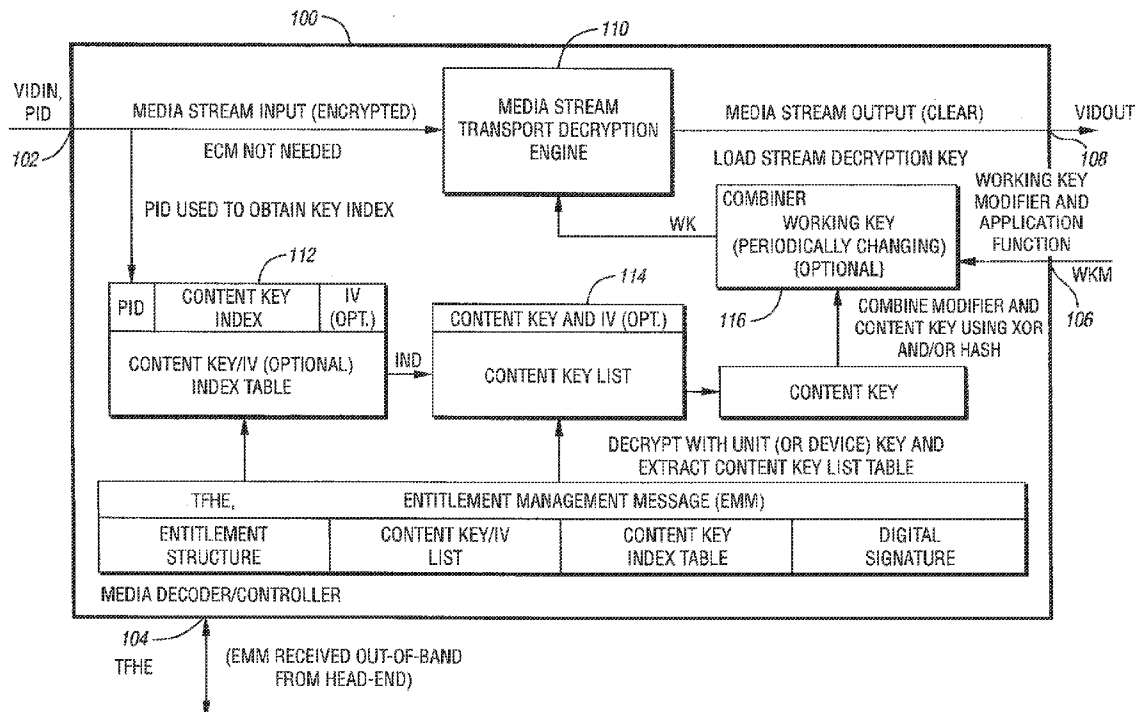 100
110
VIDIN,
PID
102
MEDIA STREAM INPUT (ENCRYPTED)
ECM NOT NEEDED
MEDIA STREAM
TRANSPORT DECRYPTION
ENGINE
MEDIA STREAM OUTPUT (CLEAR)
VIDOUT
108
LOAD STREAM DECRYPTION KEY
WORKING KEY
MODIFIER AND
APPLICATION
FUNCTION
WKM
106
PID USED TO OBTAIN KEY INDEX
WK
COMBINER
WORKING KEY
(PERIODICALLY CHANGING)
(OPTIONAL)
116
COMBINE MODIFIER AND
CONTENT KEY USING XOR
AND/OR HASH
112
PID
CONTENT KEY
INDEX
IV
(OPT.)
CONTENT KEY/IV (OPTIONAL)
INDEX TABLE
IND
114
CONTENT KEY AND IV (OPT.)
CONTENT KEY LIST
CONTENT KEY
DECRYPT WITH UNIT (OR DEVICE) KEY AND
EXTRACT CONTENT KEY LIST TABLE
TFHE, ENTITLEMENT MANAGEMENT MESSAGE (EMM)
ENTITLEMENT
STRUCTURE
CONTENT KEY/IV
LIST
CONTENT KEY
INDEX TABLE
DIGITAL
SIGNATURE
MEDIA DECODER/CONTROLLER
104
TFHE
(EMM RECEIVED OUT-OF-BAND
FROM HEAD-END)